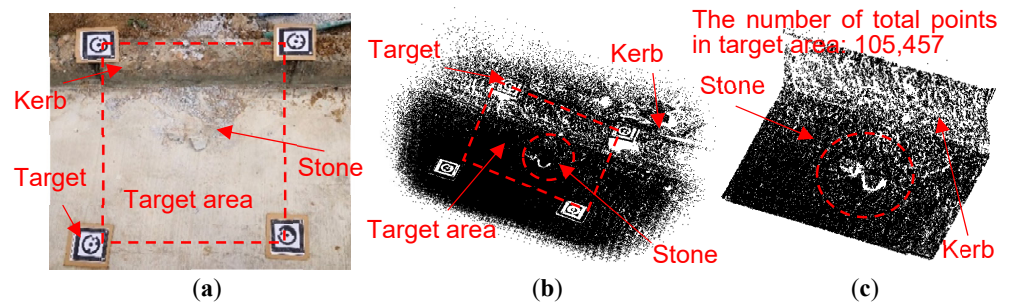 Kerb
Stone
Target
Target area
(a)
Target
Kerb
Target area
Stone
(b)
The number of total points
in target area: 105,457
Stone
Kerb
(c)